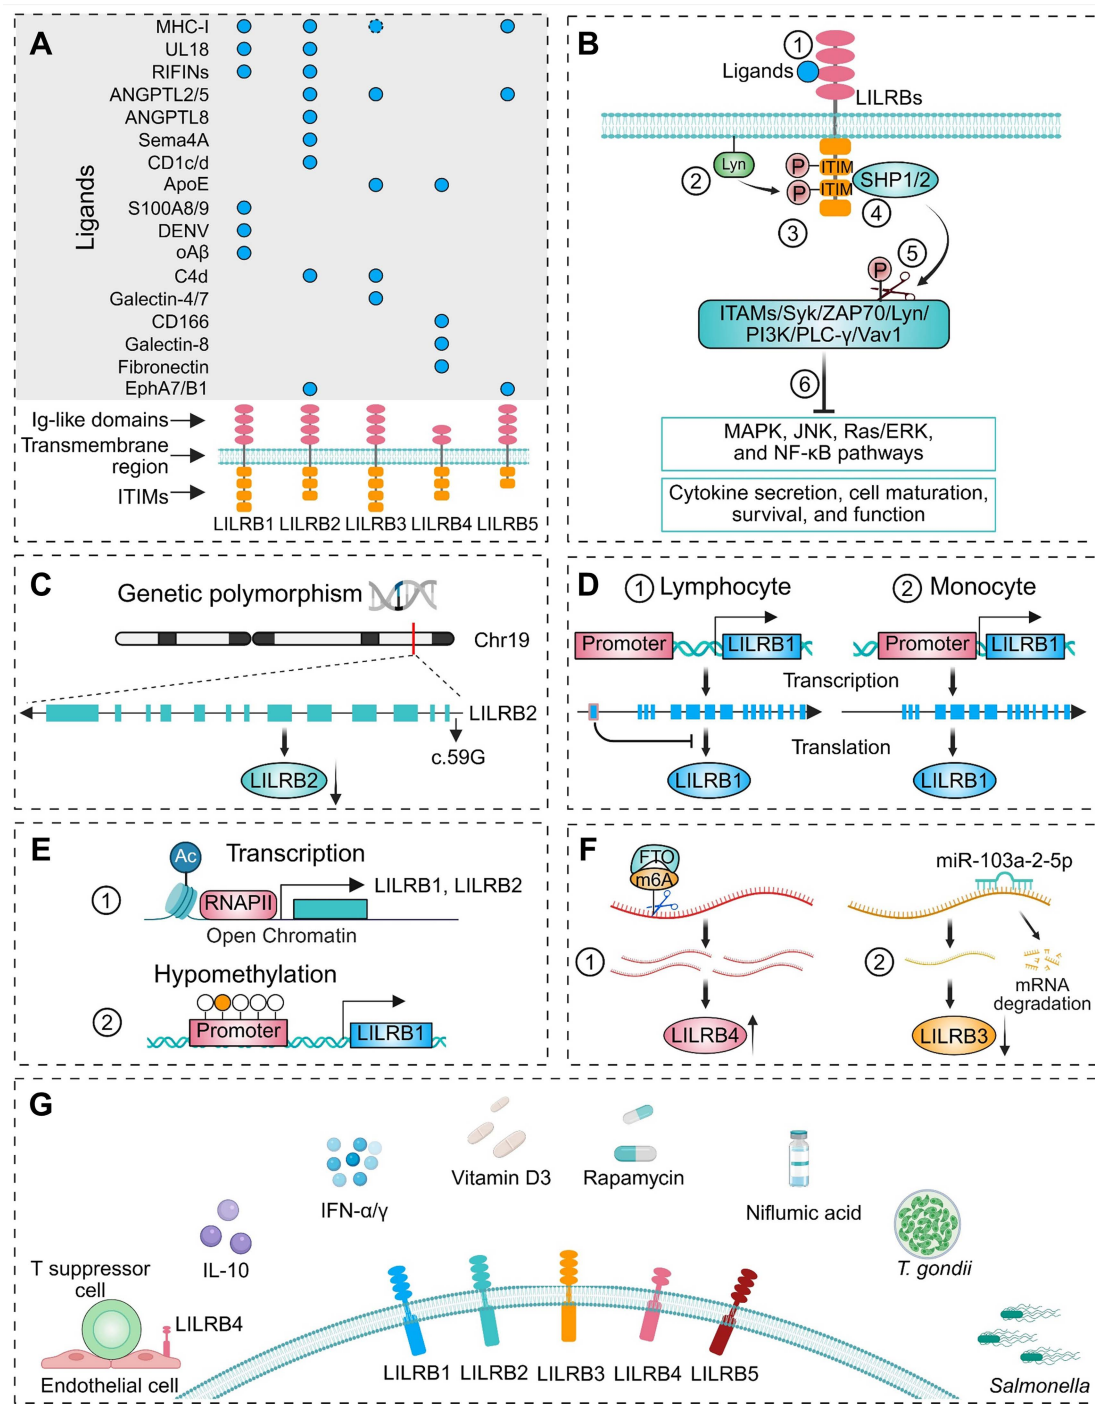 A
MHC-I
UL18
RIFINs
ANGPTL2/5
ANGPTL8
Sema4A
CD1c/d
ApoE
S100A8/9
DENV
oAβ
C4d
Galectin-4/7
CD166
Galectin-8
Fibronectin
EphA7/B1
Ligands
Ig-like domains
Transmembrane
region
ITIMs
LILRB1 LILRB2 LILRB3 LILRB4 LILRB5
B
1
Ligands
LILRBs
Lyn
2
P
ITIM
P
ITIM
SHP1/2
3
4
5
P
ITAMs/Syk/ZAP70/Lyn/
PI3K/PLC-γ/Vav1
6
MAPK, JNK, Ras/ERK,
and NF-κB pathways
Cytokine secretion, cell maturation,
survival, and function
C
Genetic polymorphism
Chr19
LILRB2
c.59G
LILRB2
D
1 Lymphocyte
2 Monocyte
Promoter
LILRB1
Promoter
LILRB1
Transcription
Translation
LILRB1
LILRB1
E
Ac
Transcription
1
RNAPII
LILRB1, LILRB2
Open Chromatin
Hypomethylation
2
Promoter
LILRB1
F
FTO
m6A
miR-103a-2-5p
1
2
mRNA
degradation
LILRB4
LILRB3
G
Vitamin D3
Rapamycin
IFN-α/γ
Niflumic acid
IL-10
T. gondii
T suppressor
cell
LILRB4
Endothelial cell
LILRB1 LILRB2 LILRB3 LILRB4 LILRB5
Salmonella